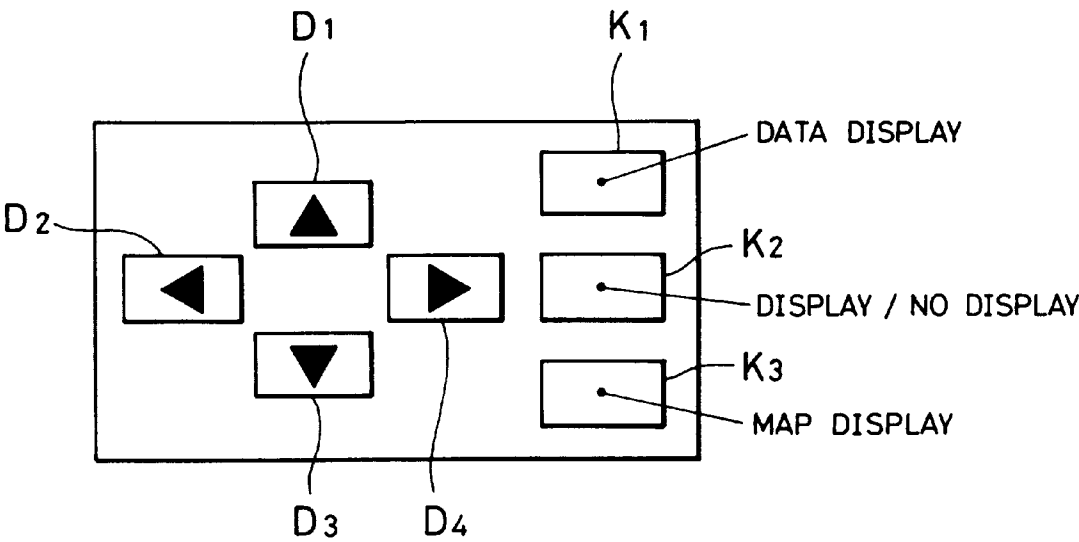 D1
K1
DATA DISPLAY
D2
K2
DISPLAY / NO DISPLAY
K3
MAP DISPLAY
D3
D4